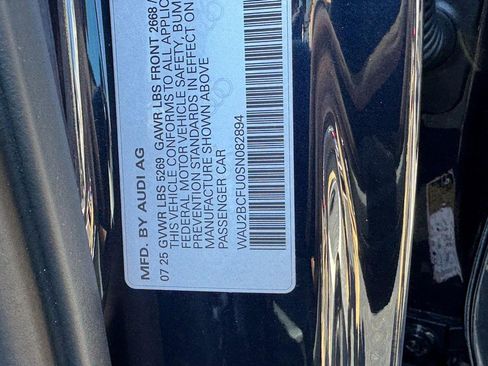 MFD. BY AUDI AG
07 25 GVWR LBS 5269 GAWR LBS FRONT 2668 /
THIS VEHICLE CONFORMS TO ALL APPLIC
FEDERAL MOTOR VEHICLE SAFETY, BUM
PREVENTION STANDARDS IN EFFECT ON
MANUFACTURE SHOWN ABOVE
PASSENGER CAR
WAU2BCFU0SN082894